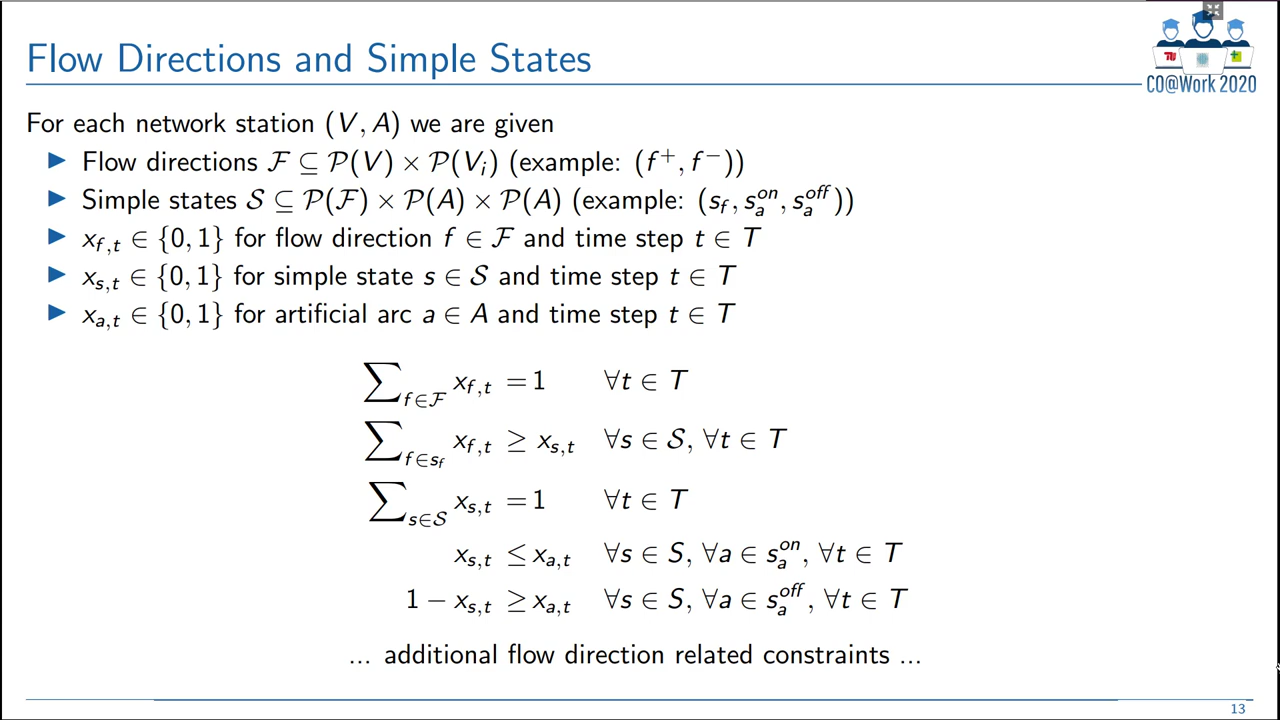 Flow Directions and Simple States
CO@Work 2020
For each network station (V, A) we are given
▶ Flow directions ℱ ⊆ 𝒫(V) × 𝒫(Vᵢ) (example: (f⁺, f⁻))
▶ Simple states 𝒮 ⊆ 𝒫(ℱ) × 𝒫(A) × 𝒫(A) (example: (s_f, s_a^on, s_a^off))
▶ x_{f,t} ∈ {0, 1} for flow direction f ∈ ℱ and time step t ∈ T
▶ x_{s,t} ∈ {0, 1} for simple state s ∈ 𝒮 and time step t ∈ T
▶ x_{a,t} ∈ {0, 1} for artificial arc a ∈ A and time step t ∈ T
∑_{f∈ℱ} x_{f,t} = 1 ∀t ∈ T
∑_{f∈s_f} x_{f,t} ≥ x_{s,t} ∀s ∈ 𝒮, ∀t ∈ T
∑_{s∈𝒮} x_{s,t} = 1 ∀t ∈ T
x_{s,t} ≤ x_{a,t} ∀s ∈ S, ∀a ∈ s_a^on, ∀t ∈ T
1 − x_{s,t} ≥ x_{a,t} ∀s ∈ S, ∀a ∈ s_a^off, ∀t ∈ T
... additional flow direction related constraints ...
13